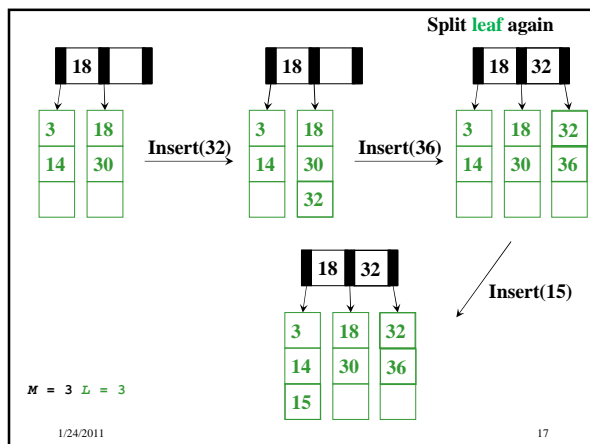 Split leaf again
18
18
18 32
3 18
14 30
Insert(32)
3 18
14 30
32
Insert(36)
3 18 32
14 30 36
Insert(15)
18 32
3 18 32
14 30 36
15
M = 3 L = 3
1/24/2011
17